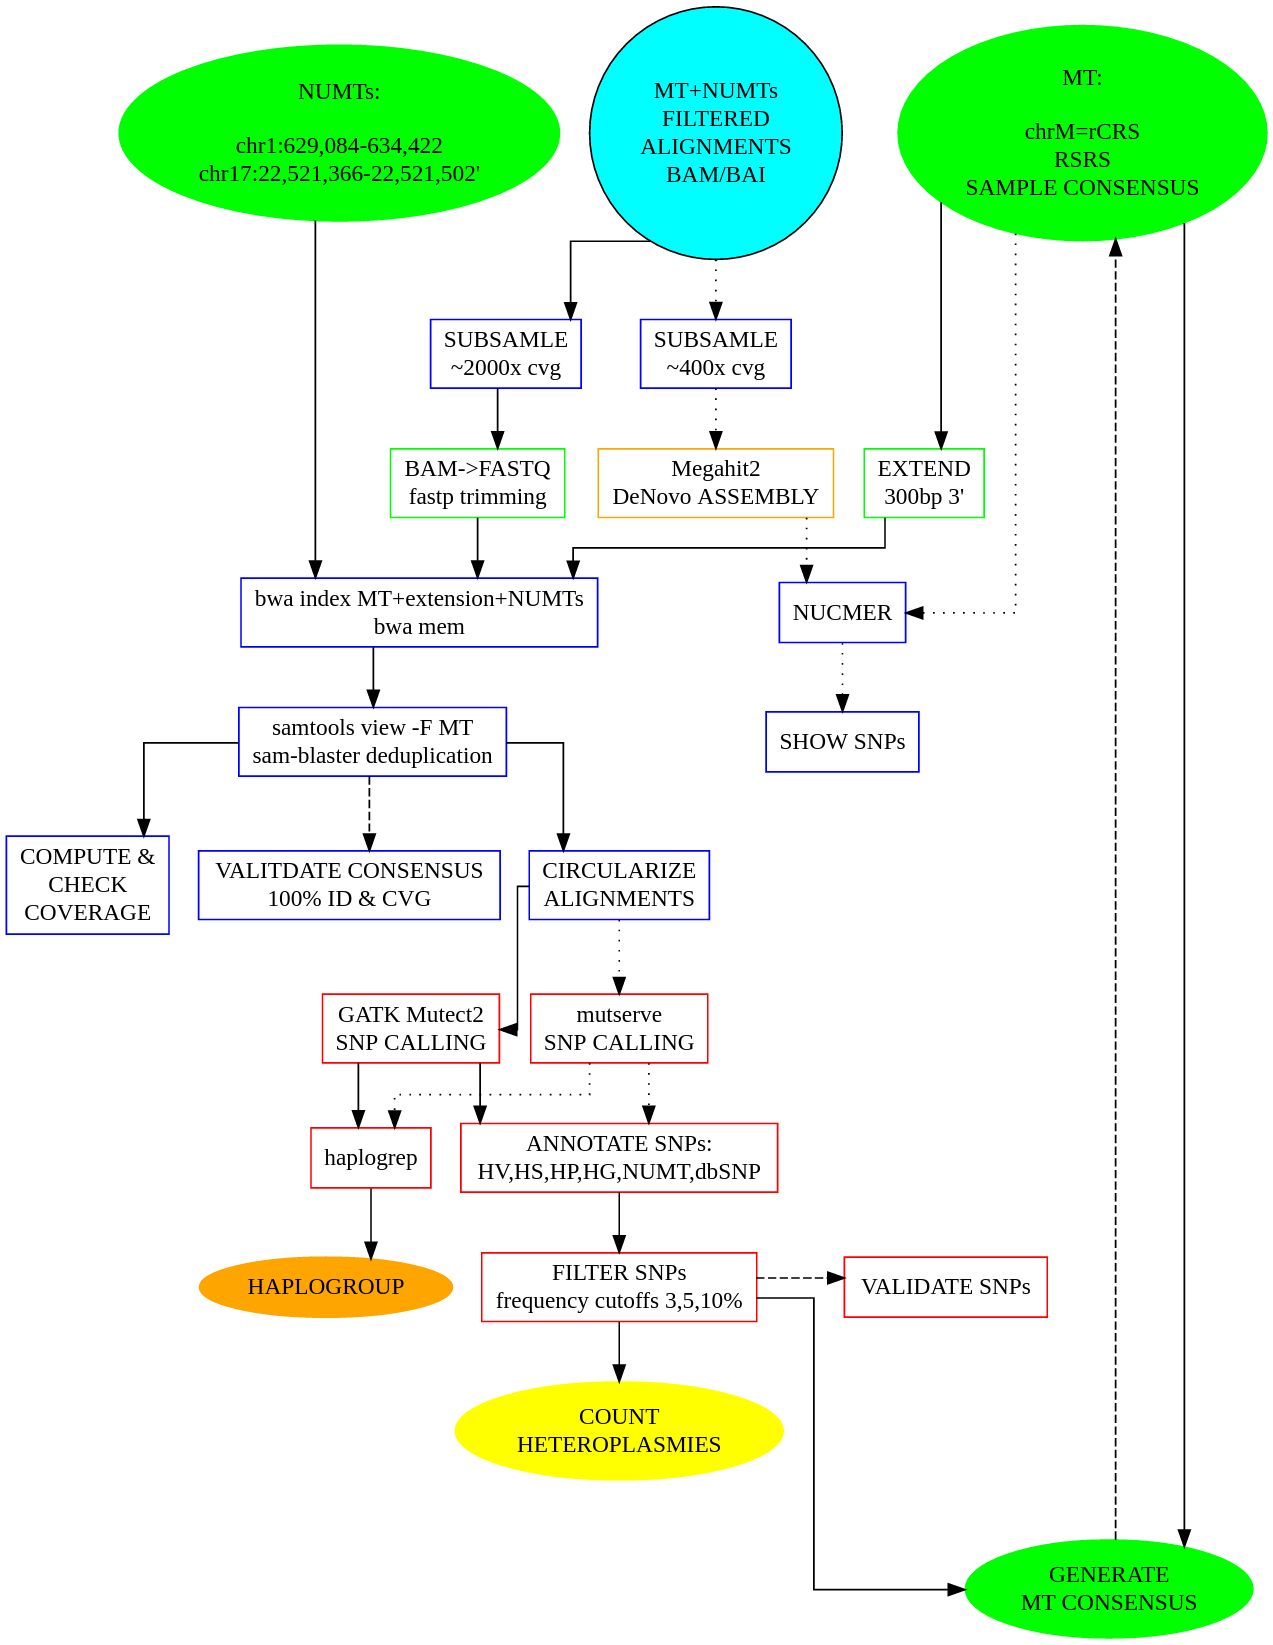 NUMTs:
chr1:629,084-634,422
chr17:22,521,366-22,521,502'
MT+NUMTs
FILTERED
ALIGNMENTS
BAM/BAI
MT:
chrM=rCRS
RSRS
SAMPLE CONSENSUS
SUBSAMLE
~2000x cvg
SUBSAMLE
~400x cvg
BAM->FASTQ
fastp trimming
Megahit2
DeNovo ASSEMBLY
EXTEND
300bp 3'
bwa index MT+extension+NUMTs
bwa mem
NUCMER
samtools view -F MT
sam-blaster deduplication
SHOW SNPs
COMPUTE &
CHECK
COVERAGE
VALITDATE CONSENSUS
100% ID & CVG
CIRCULARIZE
ALIGNMENTS
GATK Mutect2
SNP CALLING
mutserve
SNP CALLING
haplogrep
ANNOTATE SNPs:
HV,HS,HP,HG,NUMT,dbSNP
HAPLOGROUP
FILTER SNPs
frequency cutoffs 3,5,10%
VALIDATE SNPs
COUNT
HETEROPLASMIES
GENERATE
MT CONSENSUS